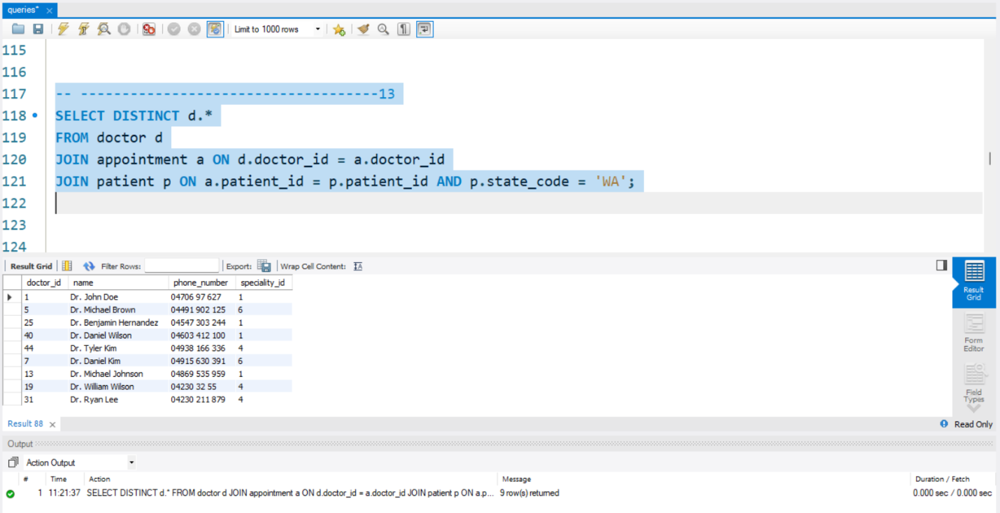 queries*
Limit to 1000 rows
115
116
117 -- ------------------------------------13
118 SELECT DISTINCT d.*
119 FROM doctor d
120 JOIN appointment a ON d.doctor_id = a.doctor_id
121 JOIN patient p ON a.patient_id = p.patient_id AND p.state_code = 'WA';
122
123
124
Result Grid Filter Rows: Export: Wrap Cell Content:
doctor_id name phone_number speciality_id
1 Dr. John Doe 04706 97 627 1
5 Dr. Michael Brown 04491 902 125 6
25 Dr. Benjamin Hernandez 04547 303 244 1
40 Dr. Daniel Wilson 04603 412 100 1
44 Dr. Tyler Kim 04938 166 336 4
7 Dr. Daniel Kim 04915 630 391 6
13 Dr. Michael Johnson 04869 535 959 1
19 Dr. William Wilson 04230 32 55 4
31 Dr. Ryan Lee 04230 211 879 4
Result
Grid
Form
Editor
Field
Types
Result 88 Read Only
Output
Action Output
# Time Action Message Duration / Fetch
1 11:21:37 SELECT DISTINCT d.* FROM doctor d JOIN appointment a ON d.doctor_id = a.doctor_id JOIN patient p ON a.p... 9 row(s) returned 0.000 sec / 0.000 sec